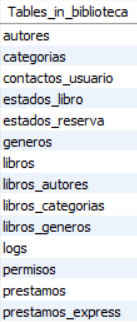 Tables_in_biblioteca
autores
categorias
contactos_usuario
estados_libro
estados_reserva
generos
libros
libros_autores
libros_categorias
libros_generos
logs
permisos
prestamos
prestamos_express